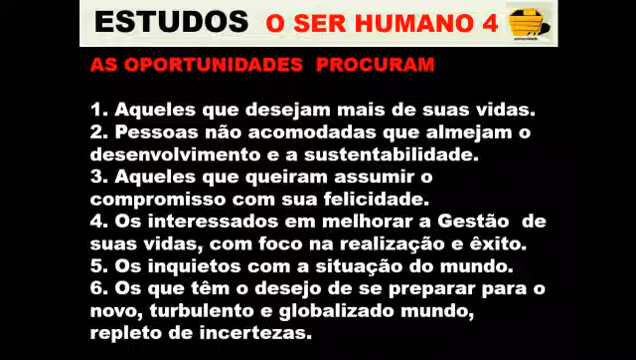 ESTUDOS O SER HUMANO 4
AS OPORTUNIDADES PROCURAM
1. Aqueles que desejam mais de suas vidas.
2. Pessoas não acomodadas que almejam o
desenvolvimento e a sustentabilidade.
3. Aqueles que queiram assumir o
compromisso com sua felicidade.
4. Os interessados em melhorar a Gestão de
suas vidas, com foco na realização e êxito.
5. Os inquietos com a situação do mundo.
6. Os que têm o desejo de se preparar para o
novo, turbulento e globalizado mundo,
repleto de incertezas.